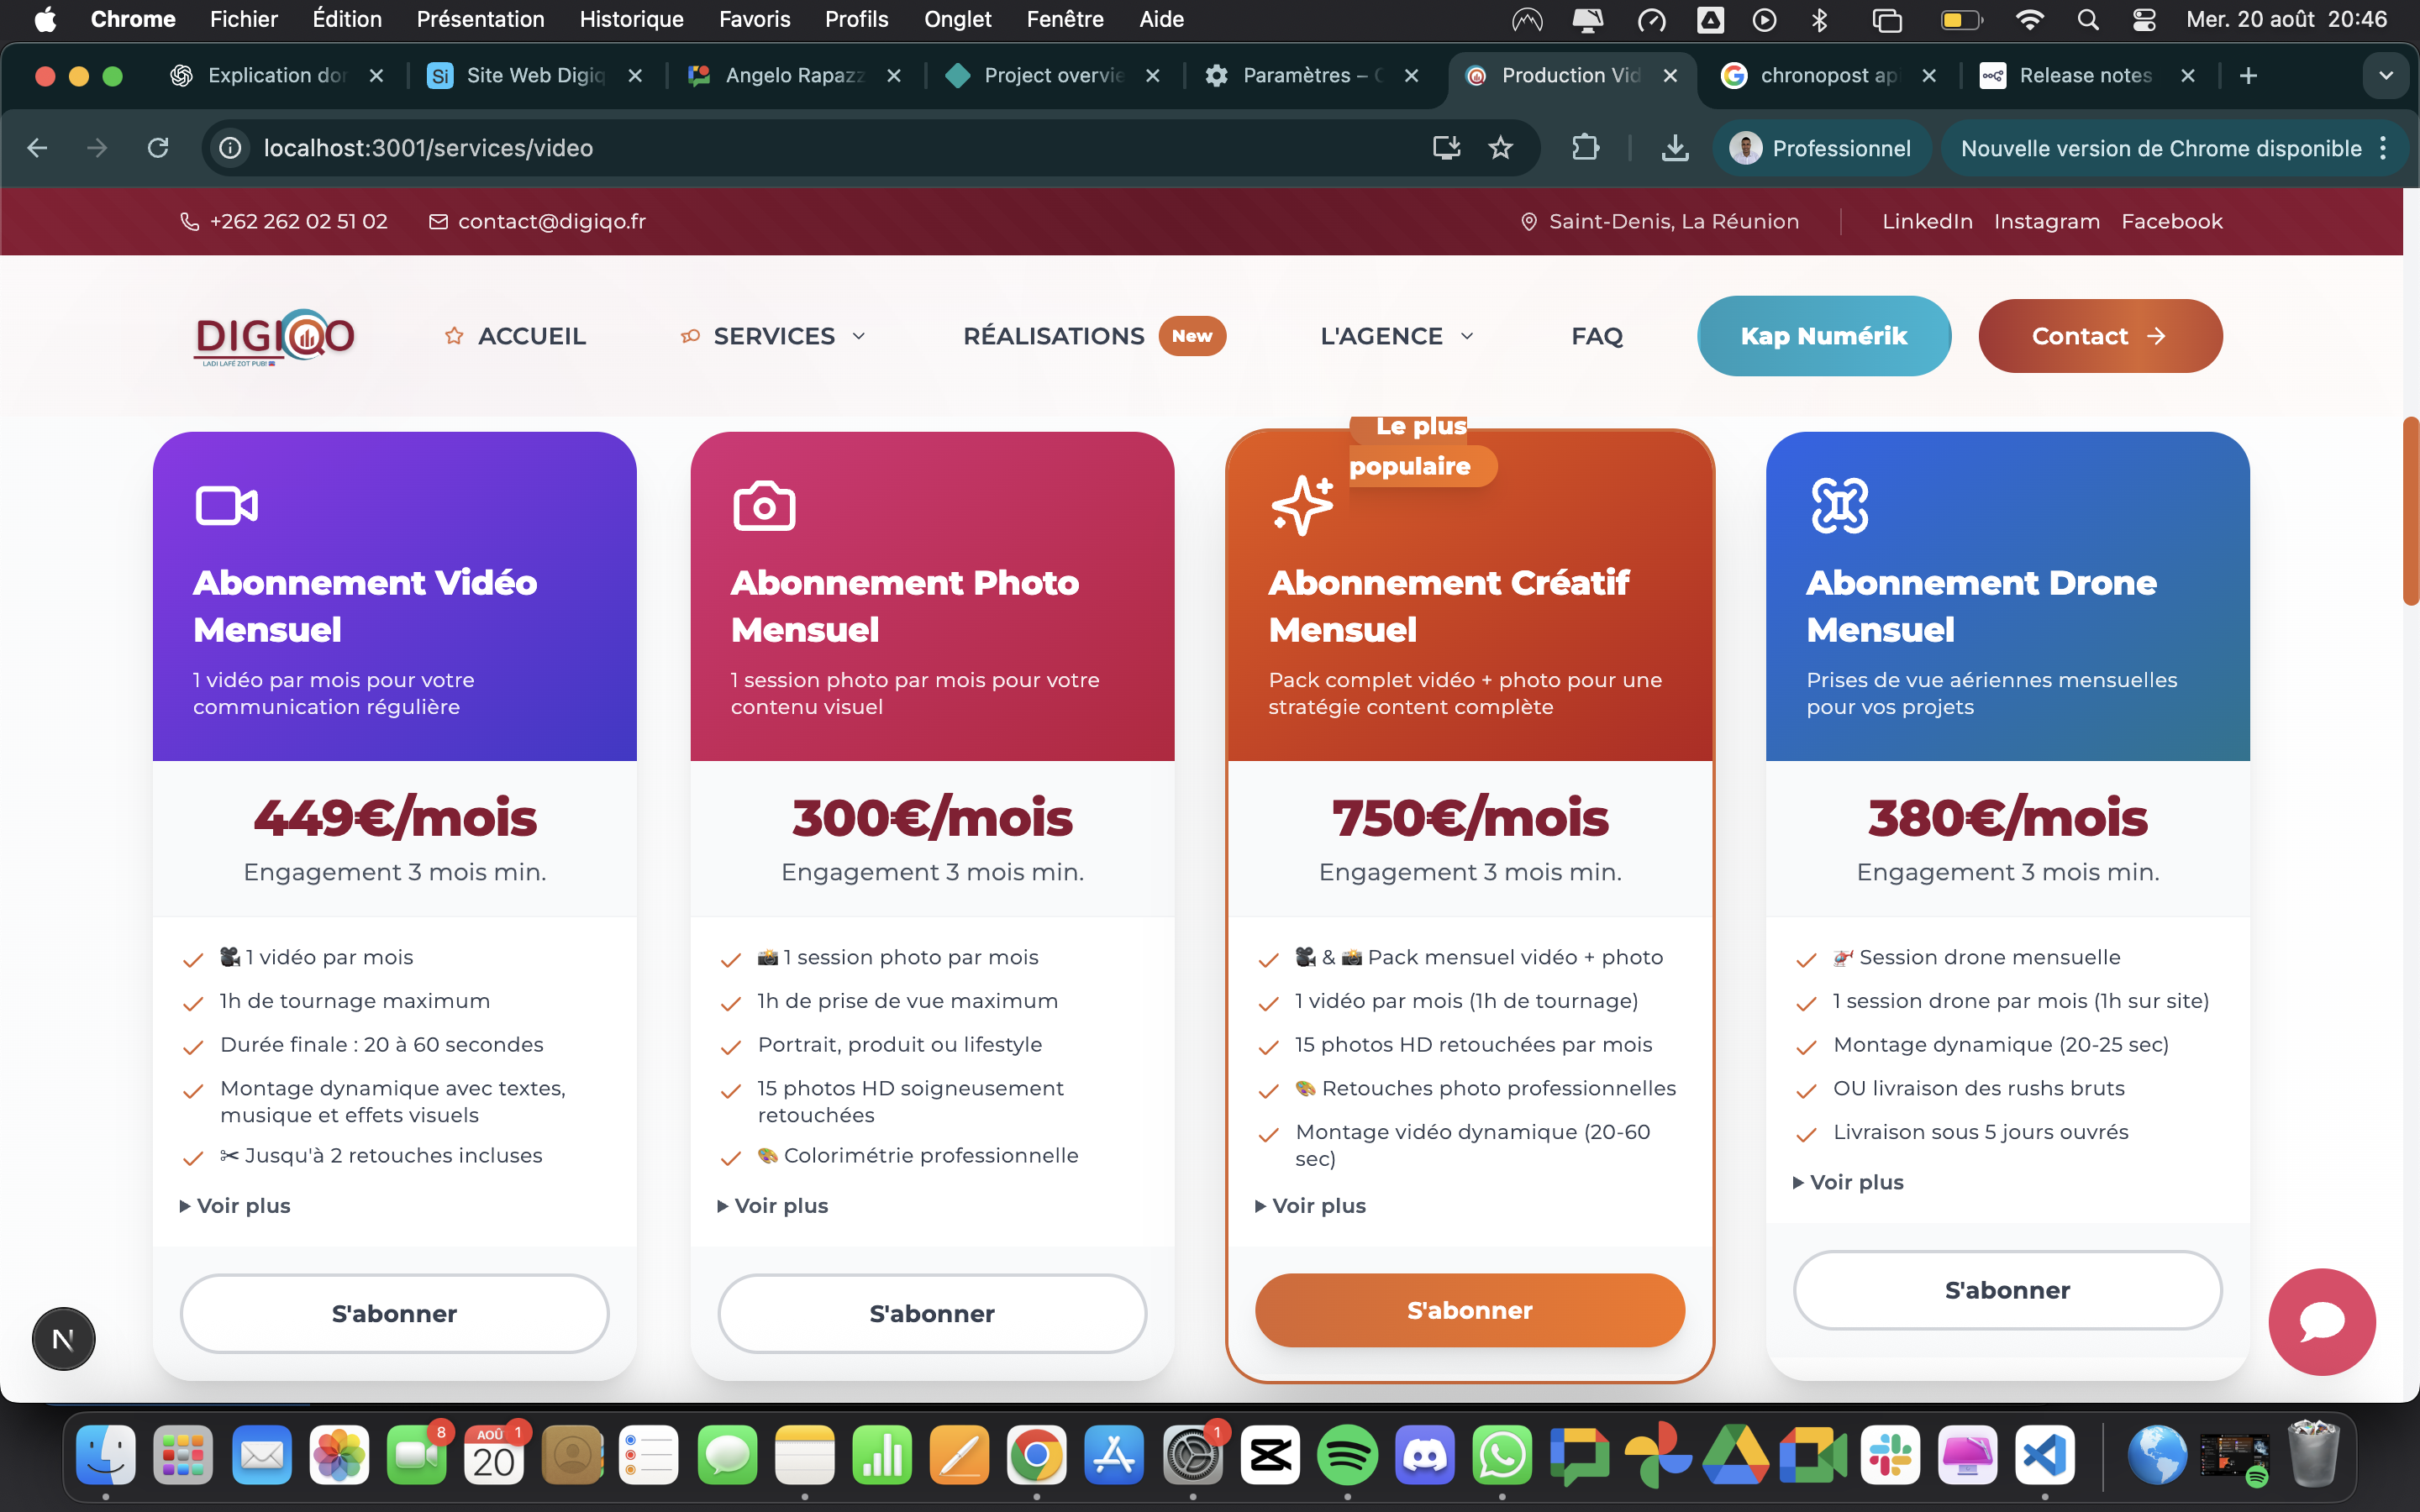 Chrome Fichier Édition Présentation Historique Favoris Profils Onglet Fenêtre Aide Mer. 20 août 20:46
Explication dor Site Web Digiq Angelo Rapazz Project overvie Paramètres – C Production Vid chronopost ap Release notes
localhost:3001/services/video Professionnel Nouvelle version de Chrome disponible
+262 262 02 51 02 contact@digiqo.fr Saint-Denis, La Réunion LinkedIn Instagram Facebook
DIGIQO ACCUEIL SERVICES RÉALISATIONS New L'AGENCE FAQ Kap Numérik Contact
LADI LAFÉ ZOT PUB!
Le plus
populaire
Abonnement Vidéo
Mensuel
1 vidéo par mois pour votre
communication régulière
449€/mois
Engagement 3 mois min.
1 vidéo par mois
1h de tournage maximum
Durée finale : 20 à 60 secondes
Montage dynamique avec textes,
musique et effets visuels
Jusqu'à 2 retouches incluses
Voir plus
S'abonner
Abonnement Photo
Mensuel
1 session photo par mois pour votre
contenu visuel
300€/mois
Engagement 3 mois min.
1 session photo par mois
1h de prise de vue maximum
Portrait, produit ou lifestyle
15 photos HD soigneusement
retouchées
Colorimétrie professionnelle
Voir plus
S'abonner
Abonnement Créatif
Mensuel
Pack complet vidéo + photo pour une
stratégie content complète
750€/mois
Engagement 3 mois min.
& Pack mensuel vidéo + photo
1 vidéo par mois (1h de tournage)
15 photos HD retouchées par mois
Retouches photo professionnelles
Montage vidéo dynamique (20-60
sec)
Voir plus
S'abonner
Abonnement Drone
Mensuel
Prises de vue aériennes mensuelles
pour vos projets
380€/mois
Engagement 3 mois min.
Session drone mensuelle
1 session drone par mois (1h sur site)
Montage dynamique (20-25 sec)
OU livraison des rushs bruts
Livraison sous 5 jours ouvrés
Voir plus
S'abonner
N
8 AOÛ 20 1 1